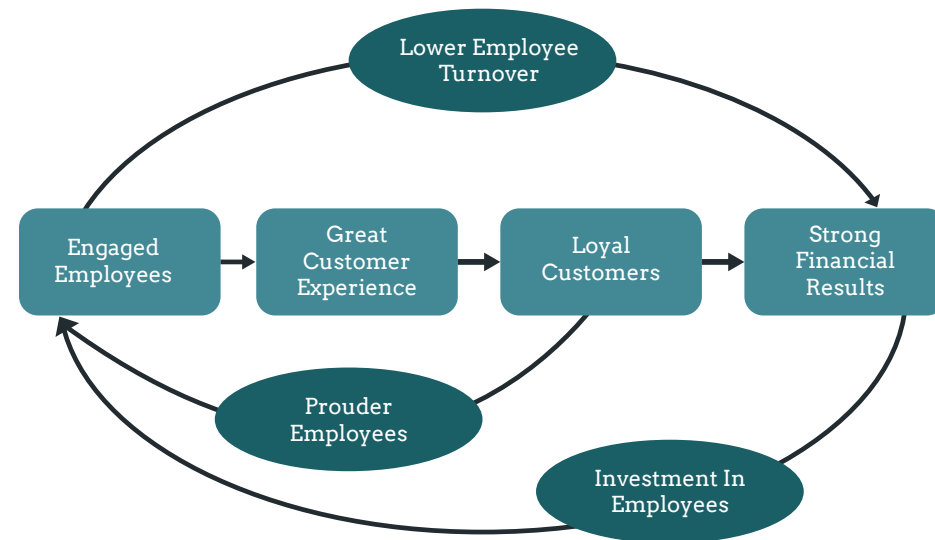 Lower Employee
Turnover
Engaged
Employees
Great
Customer
Experience
Loyal
Customers
Strong
Financial
Results
Prouder
Employees
Investment In
Employees